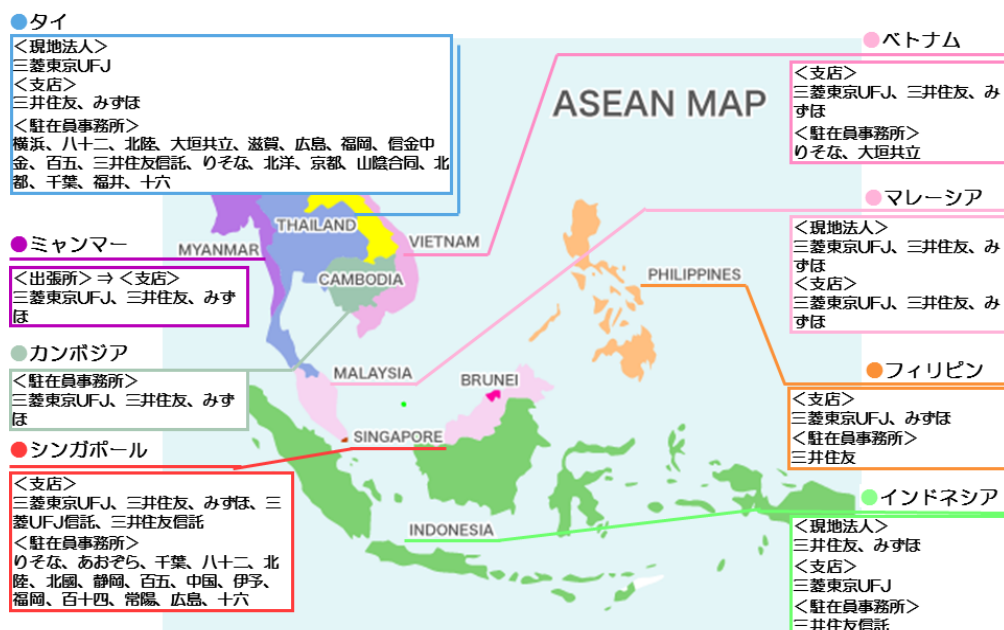 ●タイ
＜現地法人＞
三菱東京UFJ
＜支店＞
三井住友、みずほ
＜駐在員事務所＞
横浜、八十二、北陸、大垣共立、滋賀、広島、福岡、信金中
金、百五、三井住友信託、りそな、北洋、京都、山陰合同、北
都、千葉、福井、十六
●ミャンマー
＜出張所＞ ⇒ ＜支店＞
三菱東京UFJ、三井住友、みず
ほ
●カンボジア
＜駐在員事務所＞
三菱東京UFJ、三井住友、みず
ほ
●シンガポール
＜支店＞
三菱東京UFJ、三井住友、みずほ、三
菱UFJ信託、三井住友信託
＜駐在員事務所＞
りそな、あおぞら、千葉、八十二、北
陸、北國、静岡、百五、中国、伊予、
福岡、百十四、常陽、広島、十六
ASEAN MAP
THAILAND
MYANMAR
VIETNAM
CAMBODIA
PHILIPPINES
MALAYSIA
BRUNEI
SINGAPORE
INDONESIA
●ベトナム
＜支店＞
三菱東京UFJ、三井住友、み
ずほ
＜駐在員事務所＞
りそな、大垣共立
●マレーシア
＜現地法人＞
三菱東京UFJ、三井住友、み
ずほ
＜支店＞
三菱東京UFJ、三井住友、み
ずほ
●フィリピン
＜支店＞
三菱東京UFJ、みずほ
＜駐在員事務所＞
三井住友
●インドネシア
＜現地法人＞
三井住友、みずほ
＜支店＞
三菱東京UFJ
＜駐在員事務所＞
三井住友信託